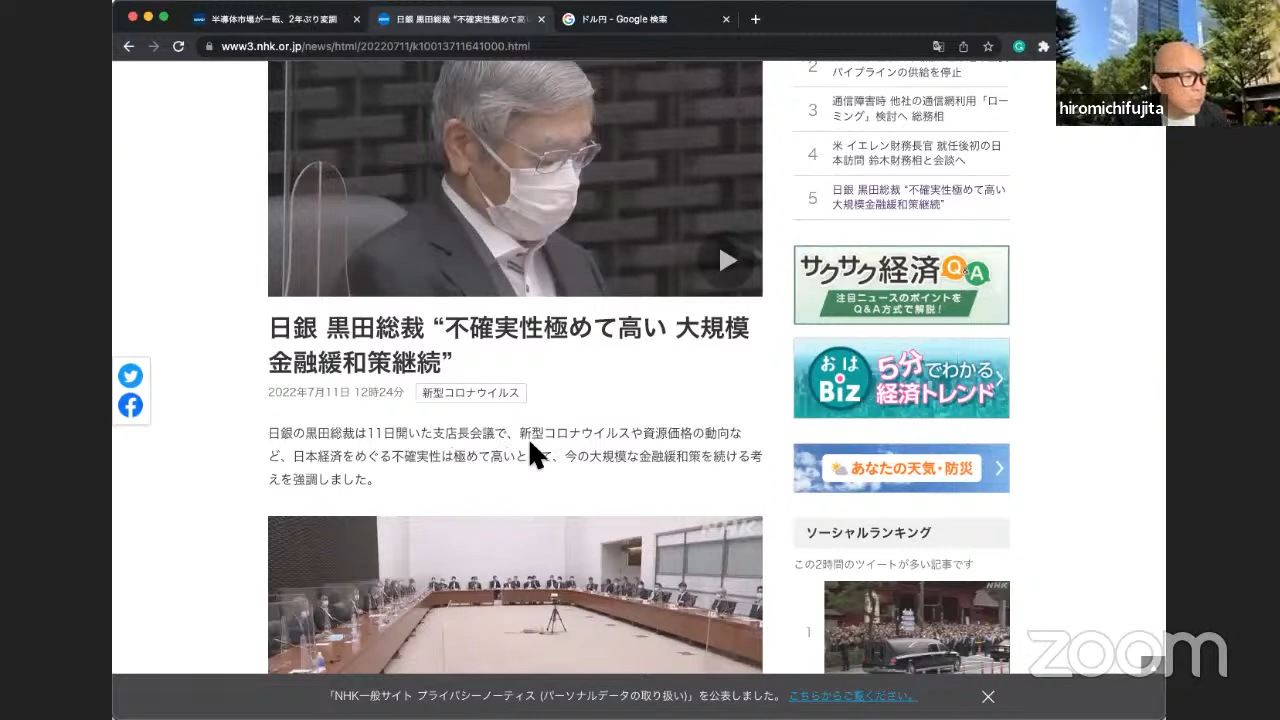 半導体市場が一転、2年ぶり変調
日銀 黒田総裁 “不確実性極めて高い
ドル円 - Google 検索
www3.nhk.or.jp/news/html/20220711/k10013711641000.html
hiromichifujita
2
パイプラインの供給を停止
3
通信障害時 他社の通信網利用「ロー
ミング」検討へ 総務相
4
米 イエレン財務長官 就任後初の日
本訪問 鈴木財務相と会談へ
5
日銀 黒田総裁 “不確実性極めて高い
大規模金融緩和策継続”
サクサク経済Q&A
注目ニュースのポイントを
Q&A方式で解説!
日銀 黒田総裁 “不確実性極めて高い 大規模
金融緩和策継続”
2022年7月11日 12時24分
新型コロナウイルス
おは
Biz
5分でわかる
経済トレンド
日銀の黒田総裁は11日開いた支店長会議で、新型コロナウイルスや資源価格の動向な
ど、日本経済をめぐる不確実性は極めて高いと て、今の大規模な金融緩和策を続ける考
えを強調しました。
あなたの天気・防災
ソーシャルランキング
この2時間のツイートが多い記事です
NHK
NHK
1
zoom
「NHK一般サイト プライバシーノーティス (パーソナルデータの取り扱い)」を公表しました。 こちらからご覧ください。